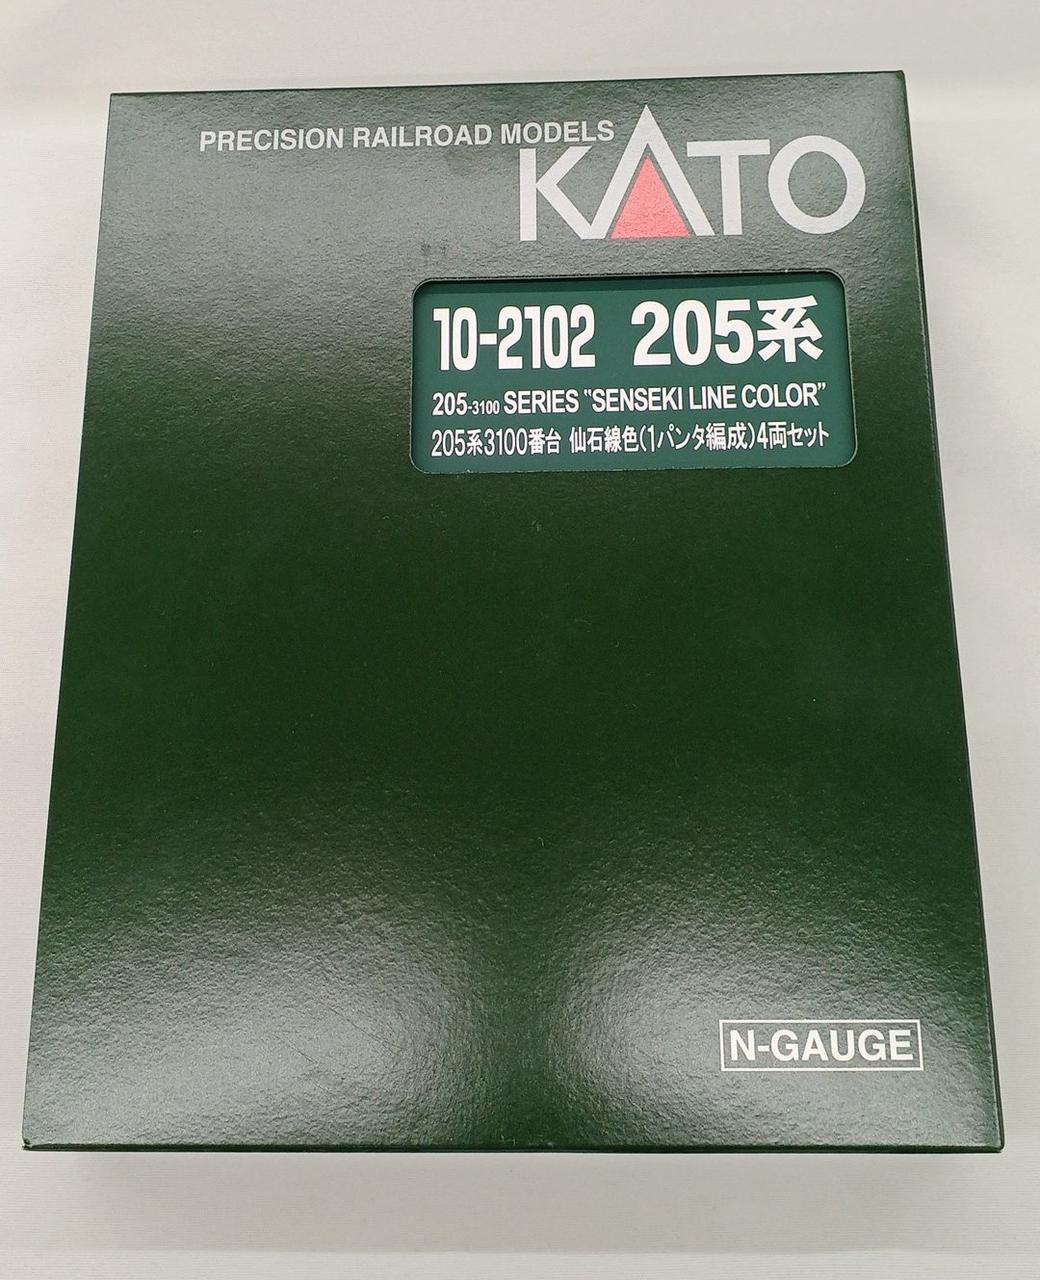 PRECISION RAILROAD MODELS
KATO
10-2102 205系
205-3100 SERIES "SENSEKI LINE COLOR"
205系3100番台 仙石線色(1パンタ編成)4両セット
N-GAUGE